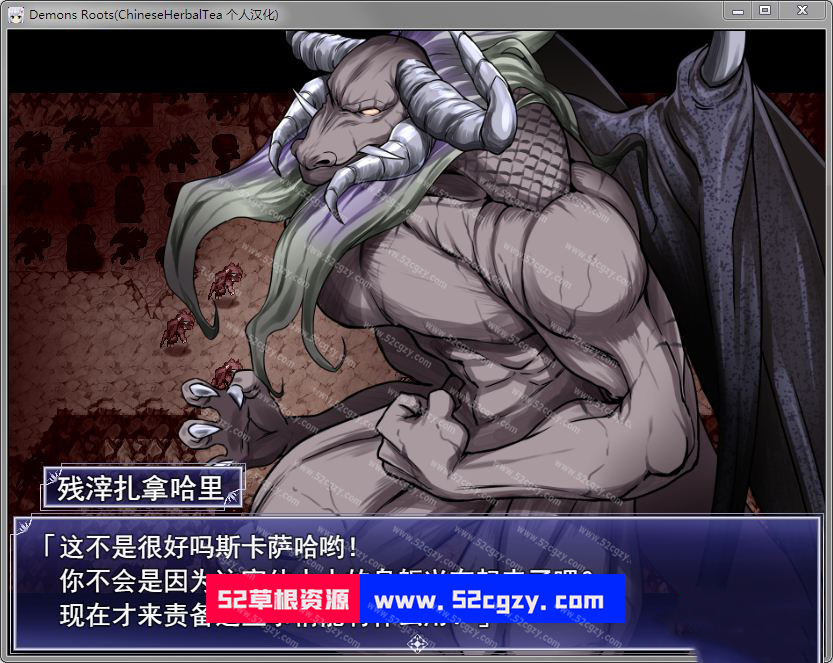 Demons Roots(ChineseHerbalTea 个人汉化)
残滓扎拿哈里
「这不是很好吗斯卡萨哈哟!
你不会是因为
现在才来责备
52草根资源 www.52cgzy.com